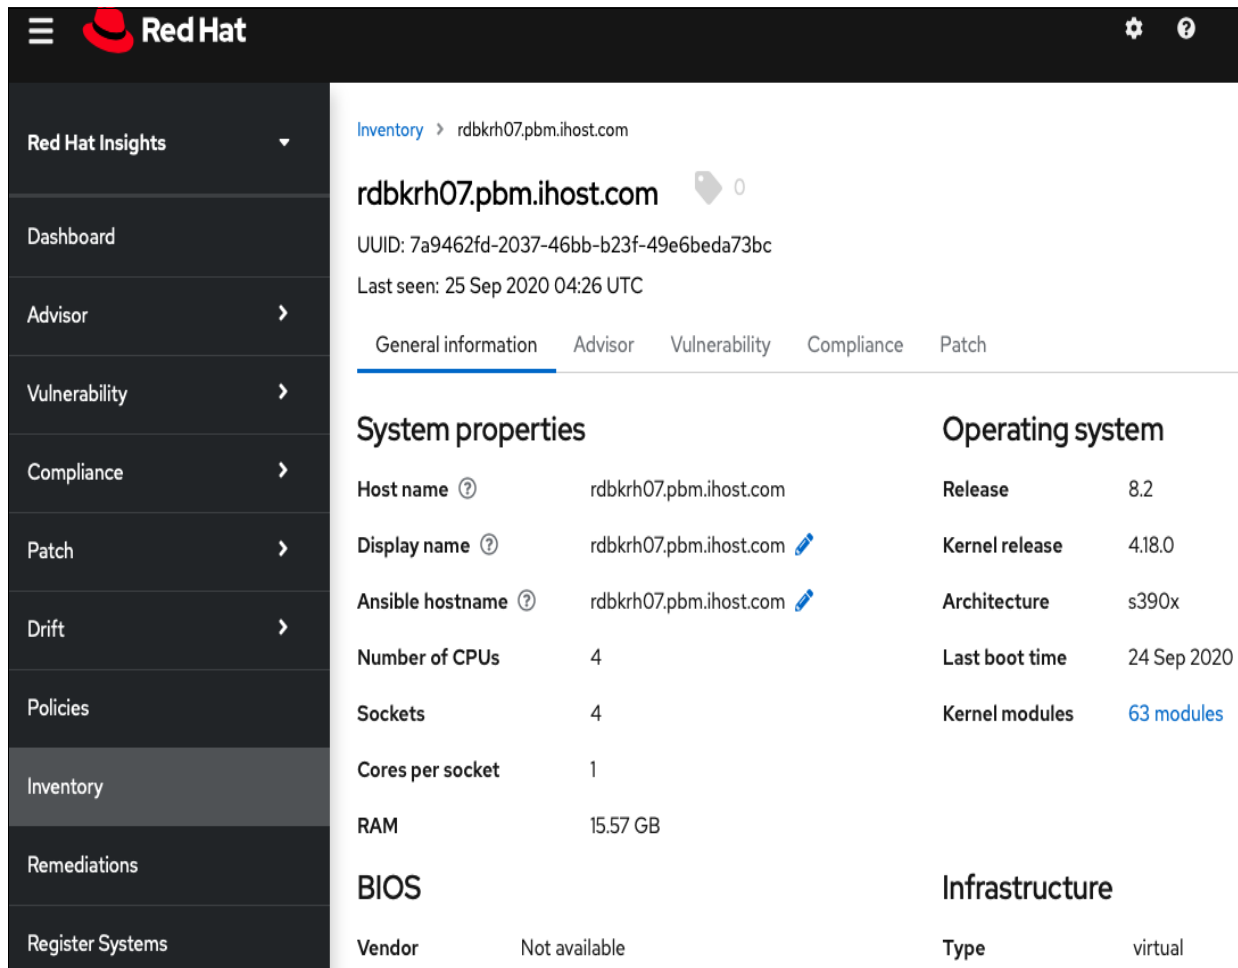 Red Hat
Red Hat Insights
Dashboard
Advisor
Vulnerability
Compliance
Patch
Drift
Policies
Inventory
Remediations
Register Systems
Inventory > rdbkrh07.pbm.ihost.com
rdbkrh07.pbm.ihost.com 0
UUID: 7a9462fd-2037-46bb-b23f-49e6beda73bc
Last seen: 25 Sep 2020 04:26 UTC
General information Advisor Vulnerability Compliance Patch
System properties
Host name ? rdbkrh07.pbm.ihost.com
Display name ? rdbkrh07.pbm.ihost.com
Ansible hostname ? rdbkrh07.pbm.ihost.com
Number of CPUs 4
Sockets 4
Cores per socket 1
RAM 15.57 GB
Operating system
Release 8.2
Kernel release 4.18.0
Architecture s390x
Last boot time 24 Sep 2020
Kernel modules 63 modules
BIOS
Vendor Not available
Infrastructure
Type virtual